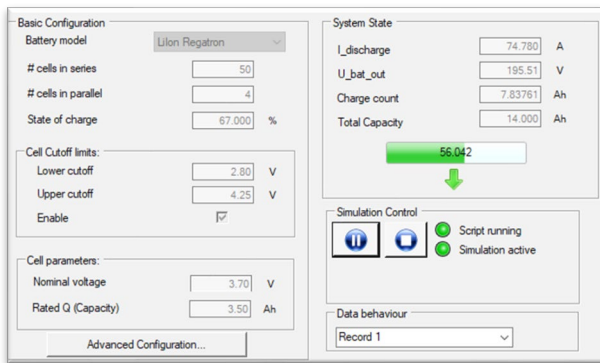 Basic Configuration
Battery model LiIon Regatron
# cells in series 50
# cells in parallel 4
State of charge 67.000 %
Cell Cutoff limits:
Lower cutoff 2.80 V
Upper cutoff 4.25 V
Enable
Cell parameters:
Nominal voltage 3.70 V
Rated Q (Capacity) 3.50 Ah
Advanced Configuration...
System State
I_discharge 74.780 A
U_bat_out 195.51 V
Charge count 7.83761 Ah
Total Capacity 14.000 Ah
56.042
Simulation Control
Script running
Simulation active
Data behaviour
Record 1